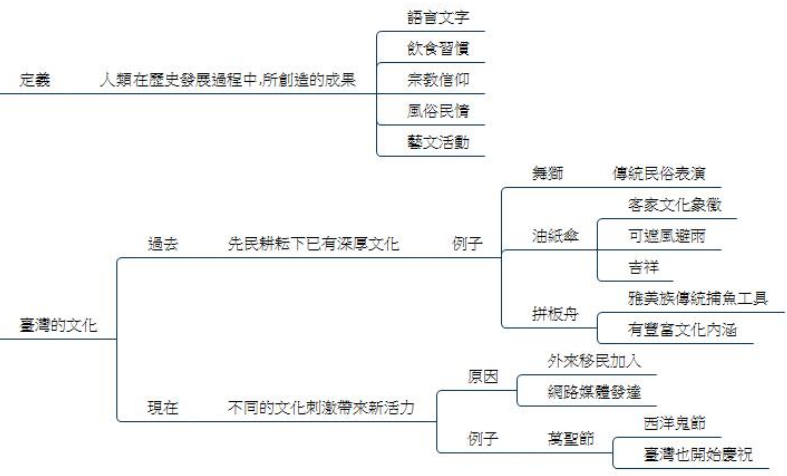 語言文字
飲食習慣
定義 人類在歷史發展過程中,所創造的成果 宗教信仰
風俗民情
藝文活動
舞獅 傳統民俗表演
客家文化象徵
過去 先民耕耘下已有深厚文化 例子 油紙傘 可遮風避雨
吉祥
雅美族傳統捕魚工具
拼板舟
有豐富文化內涵
臺灣的文化
外來移民加入
原因
網路媒體發達
現在 不同的文化刺激帶來新活力
西洋鬼節
例子 萬聖節
臺灣也開始慶祝